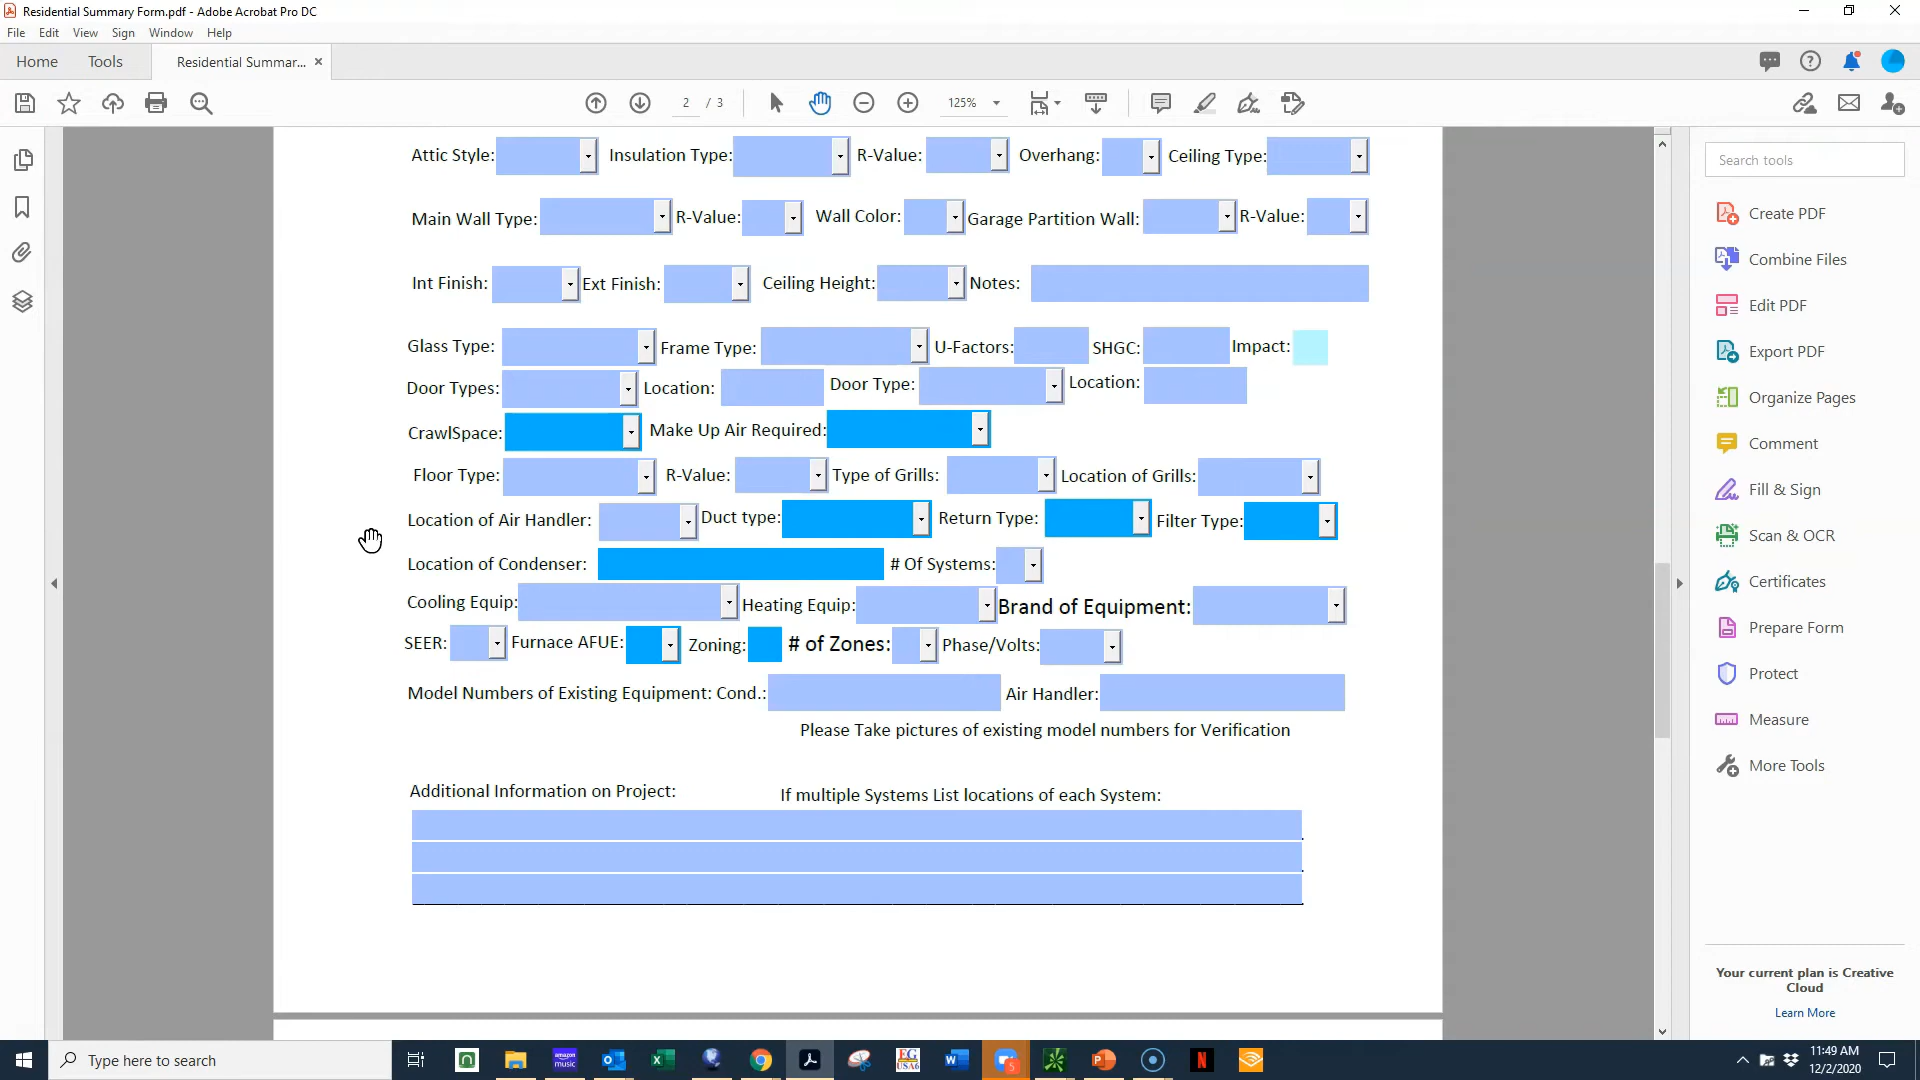 Residential Summary Form.pdf - Adobe Acrobat Pro DC
File Edit View Sign Window Help
Home Tools Residential Summar... ×
2 / 3 125%
Attic Style: Insulation Type: R-Value: Overhang: Ceiling Type:
Main Wall Type: R-Value: Wall Color: Garage Partition Wall: R-Value:
Int Finish: Ext Finish: Ceiling Height: Notes:
Glass Type: Frame Type: U-Factors: SHGC: Impact:
Door Types: Location: Door Type: Location:
CrawlSpace: Make Up Air Required:
Floor Type: R-Value: Type of Grills: Location of Grills:
Location of Air Handler: Duct type: Return Type: Filter Type:
Location of Condenser: # Of Systems:
Cooling Equip: Heating Equip: Brand of Equipment:
SEER: Furnace AFUE: Zoning: # of Zones: Phase/Volts:
Model Numbers of Existing Equipment: Cond.: Air Handler:
Please Take pictures of existing model numbers for Verification
Additional Information on Project: If multiple Systems List locations of each System:
Search tools
Create PDF
Combine Files
Edit PDF
Export PDF
Organize Pages
Comment
Fill & Sign
Scan & OCR
Certificates
Prepare Form
Protect
Measure
More Tools
Your current plan is Creative
Cloud
Learn More
Type here to search
amazon
music
EG
USA6
N
S
11:49 AM
12/2/2020